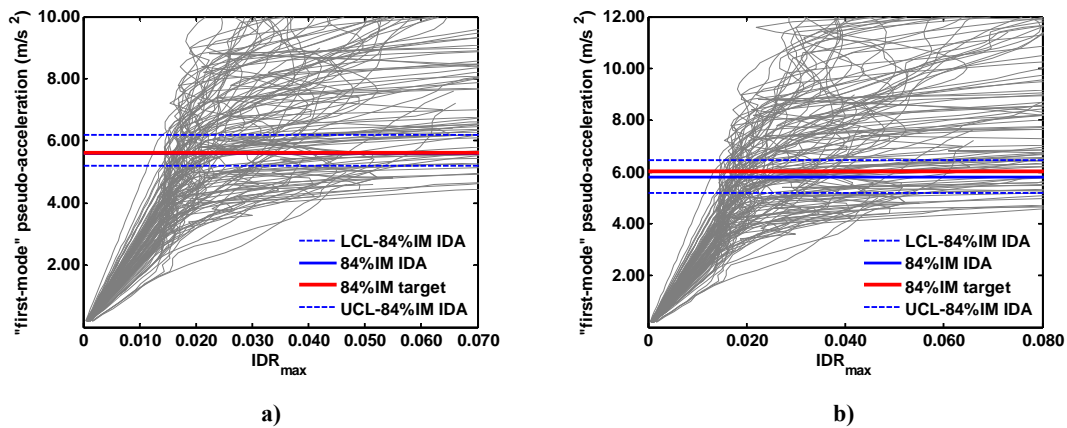 "first-mode" pseudo-acceleration (m/s²)
10.00
8.00
6.00
4.00
2.00
0 0.010 0.020 0.030 0.040 0.050 0.060 0.070
IDRmax
LCL-84%IM IDA
84%IM IDA
84%IM target
UCL-84%IM IDA
a)
"first-mode" pseudo-acceleration (m/s²)
12.00
10.00
8.00
6.00
4.00
2.00
0 0.020 0.040 0.060 0.080
IDRmax
LCL-84%IM IDA
84%IM IDA
84%IM target
UCL-84%IM IDA
b)